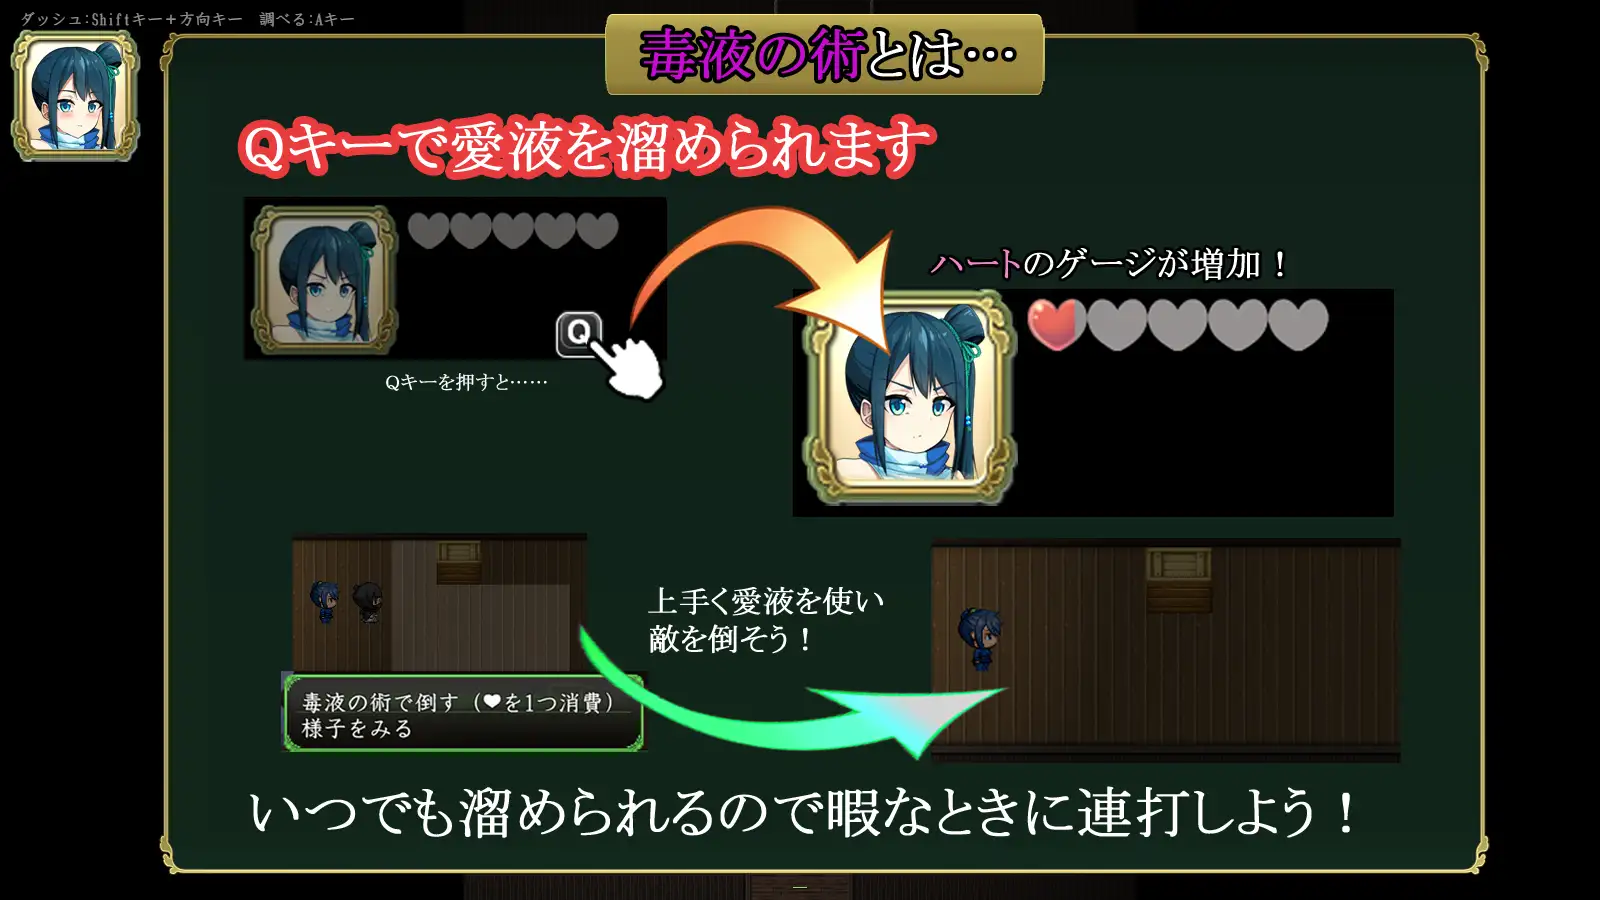 ダッシュ:Shiftキー＋方向キー　調べる:Aキー
毒液の術とは…
Qキーで愛液を溜められます
Q
Qキーを押すと……
ハートのゲージが増加！
上手く愛液を使い
敵を倒そう！
毒液の術で倒す（♥を1つ消費）
様子をみる
いつでも溜められるので暇なときに連打しよう！